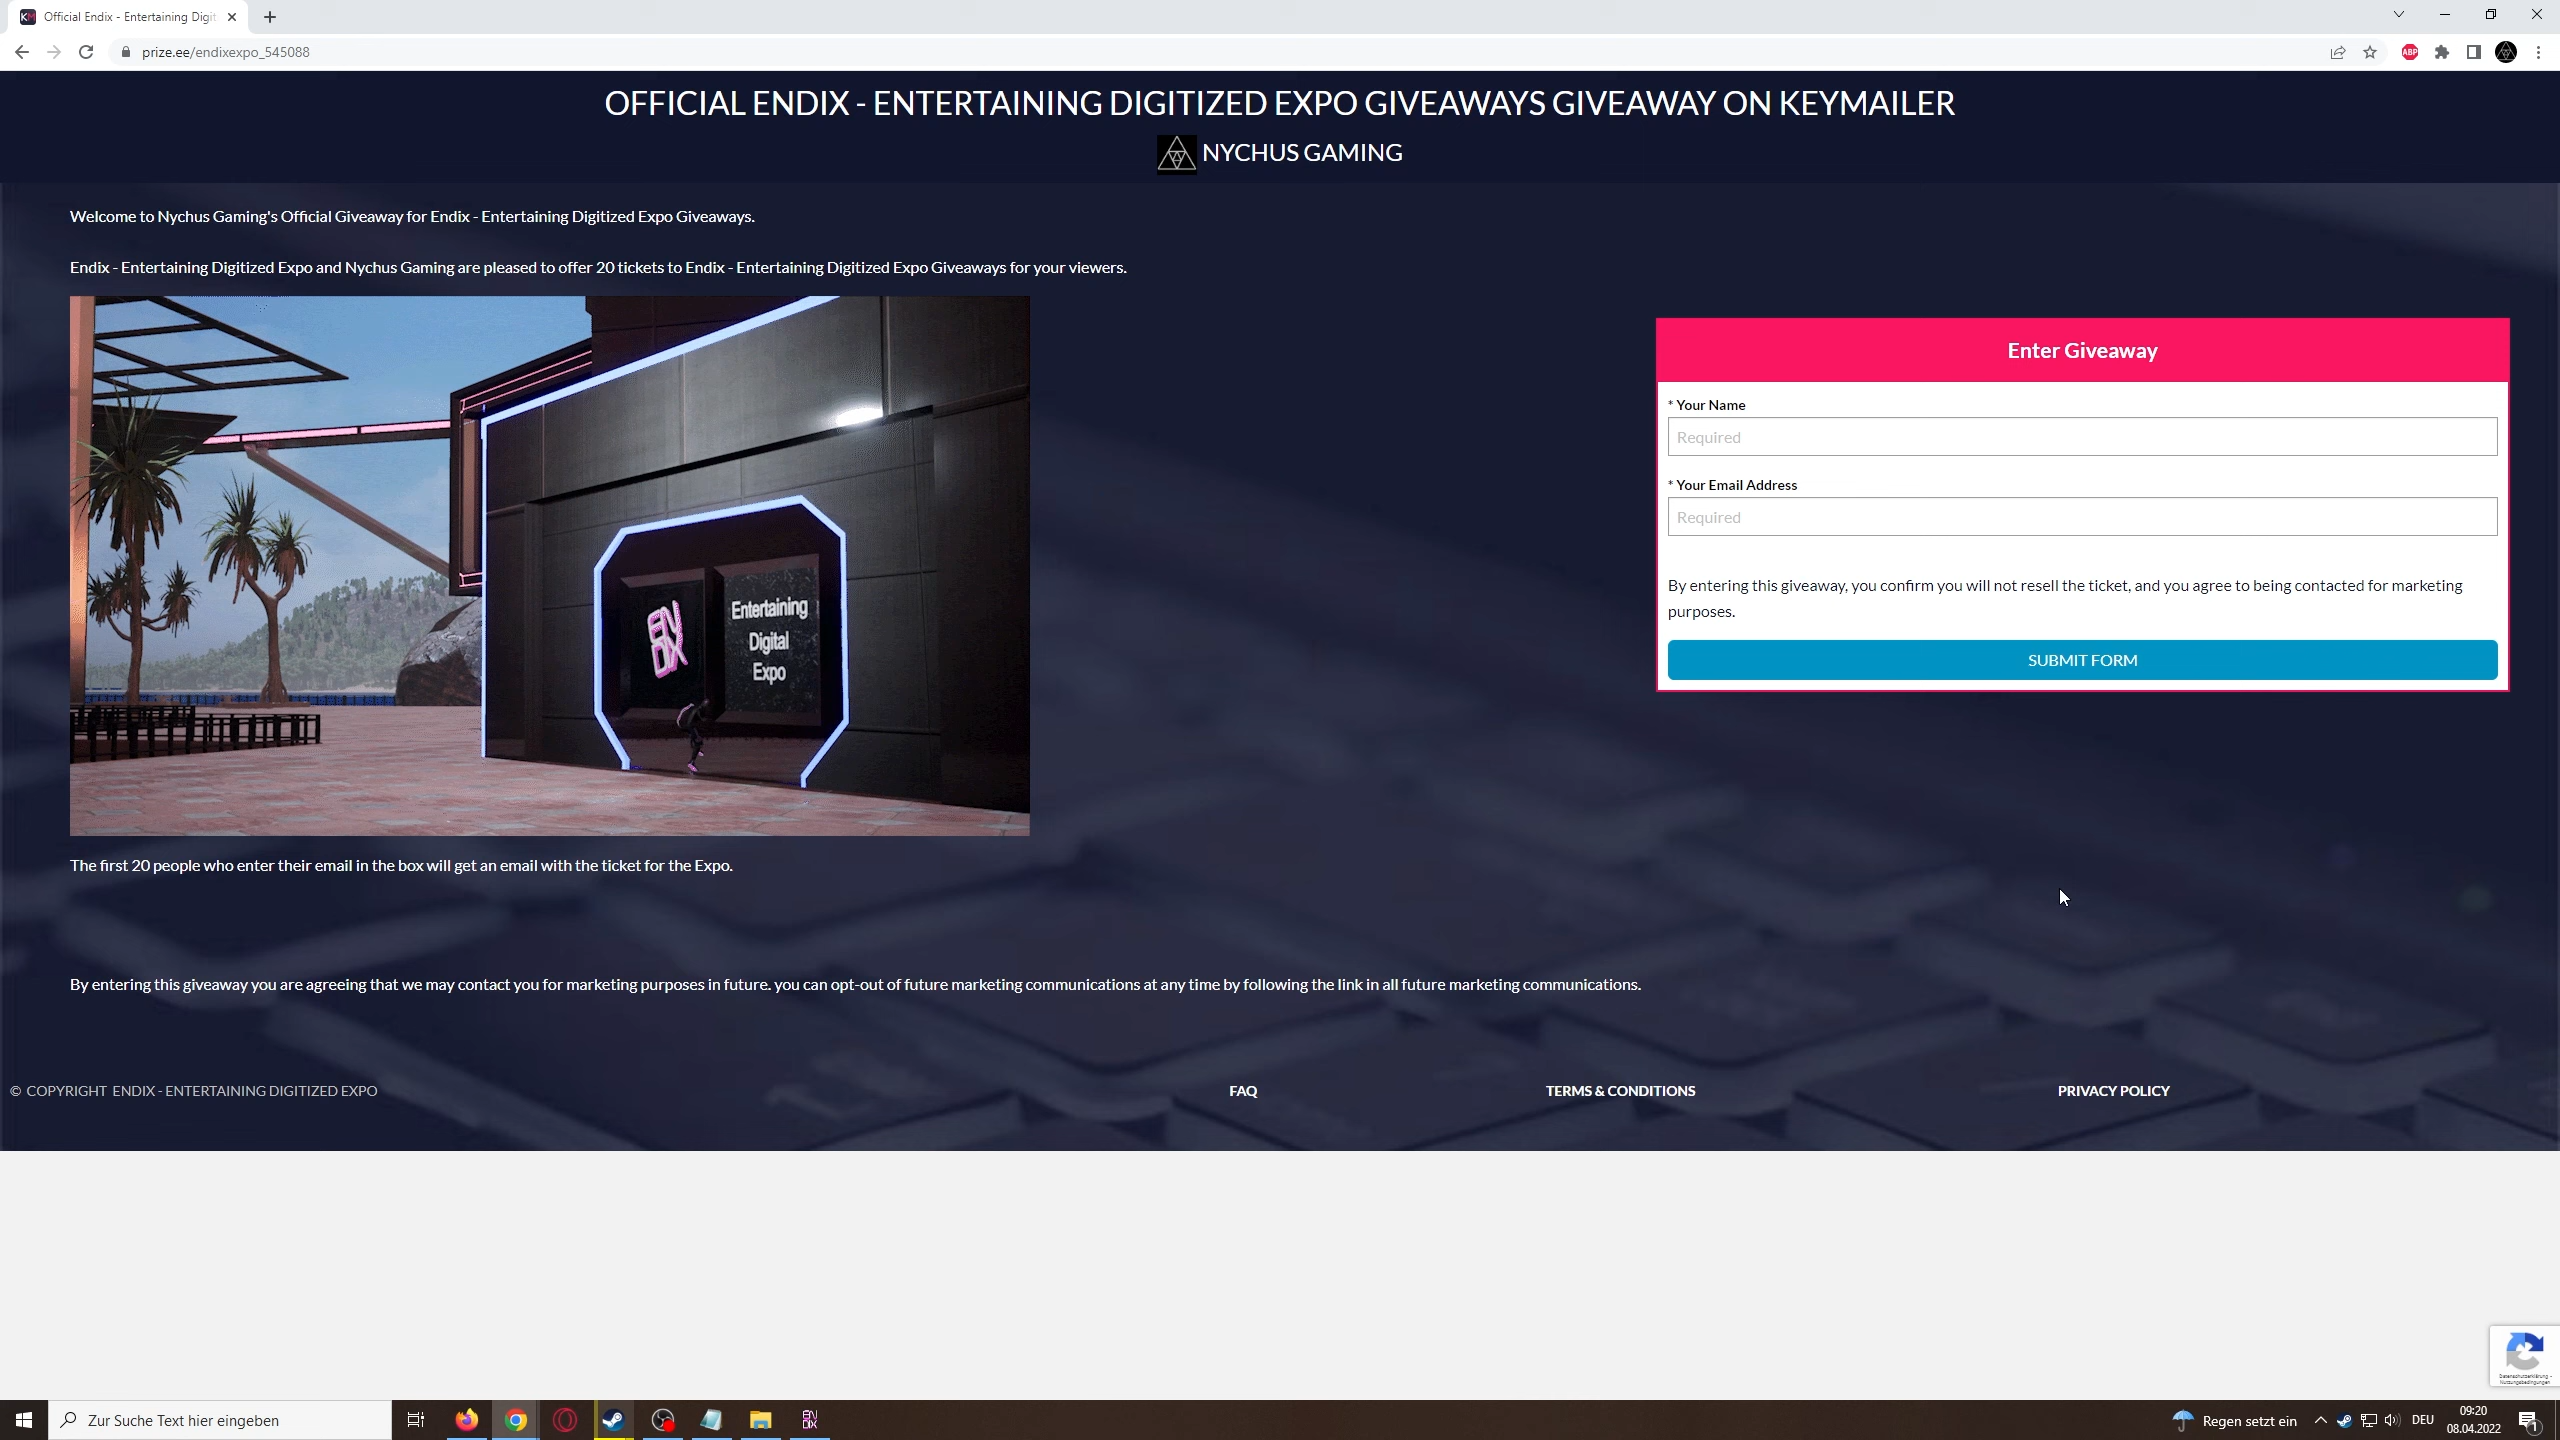 Official Endix - Entertaining Digit
prize.ee/endixexpo_545088
ABP
OFFICIAL ENDIX - ENTERTAINING DIGITIZED EXPO GIVEAWAYS GIVEAWAY ON KEYMAILER
NYCHUS GAMING
Welcome to Nychus Gaming's Official Giveaway for Endix - Entertaining Digitized Expo Giveaways.
Endix - Entertaining Digitized Expo and Nychus Gaming are pleased to offer 20 tickets to Endix - Entertaining Digitized Expo Giveaways for your viewers.
EN
DIX
Entertaining
Digital
Expo
Enter Giveaway
* Your Name
Required
* Your Email Address
Required
By entering this giveaway, you confirm you will not resell the ticket, and you agree to being contacted for marketing
purposes.
SUBMIT FORM
The first 20 people who enter their email in the box will get an email with the ticket for the Expo.
By entering this giveaway you are agreeing that we may contact you for marketing purposes in future. you can opt-out of future marketing communications at any time by following the link in all future marketing communications.
© COPYRIGHT ENDIX - ENTERTAINING DIGITIZED EXPO
FAQ
TERMS & CONDITIONS
PRIVACY POLICY
Datenschutzerklärung -
Nutzungsbedingungen
Zur Suche Text hier eingeben
EN
DIX
Regen setzt ein
DEU
09:20
08.04.2022
1